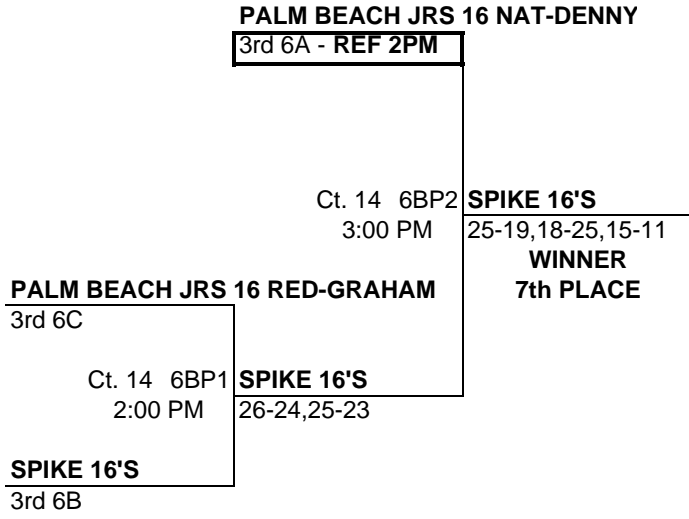 PALM BEACH JRS 16 NAT-DENNY
3rd 6A - REF 2PM
Ct. 14 6BP2 SPIKE 16'S
3:00 PM 25-19,18-25,15-11
WINNER
PALM BEACH JRS 16 RED-GRAHAM 7th PLACE
3rd 6C
Ct. 14 6BP1 SPIKE 16'S
2:00 PM 26-24,25-23
SPIKE 16'S
3rd 6B